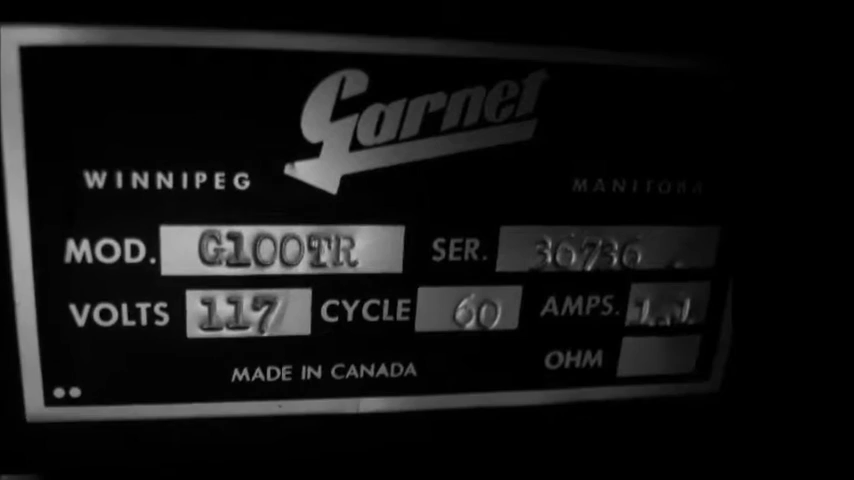 Garnet
WINNIPEG MANITOBA
MOD. G100TR SER. 36736
VOLTS 117 CYCLE 60 AMPS.
OHM
MADE IN CANADA